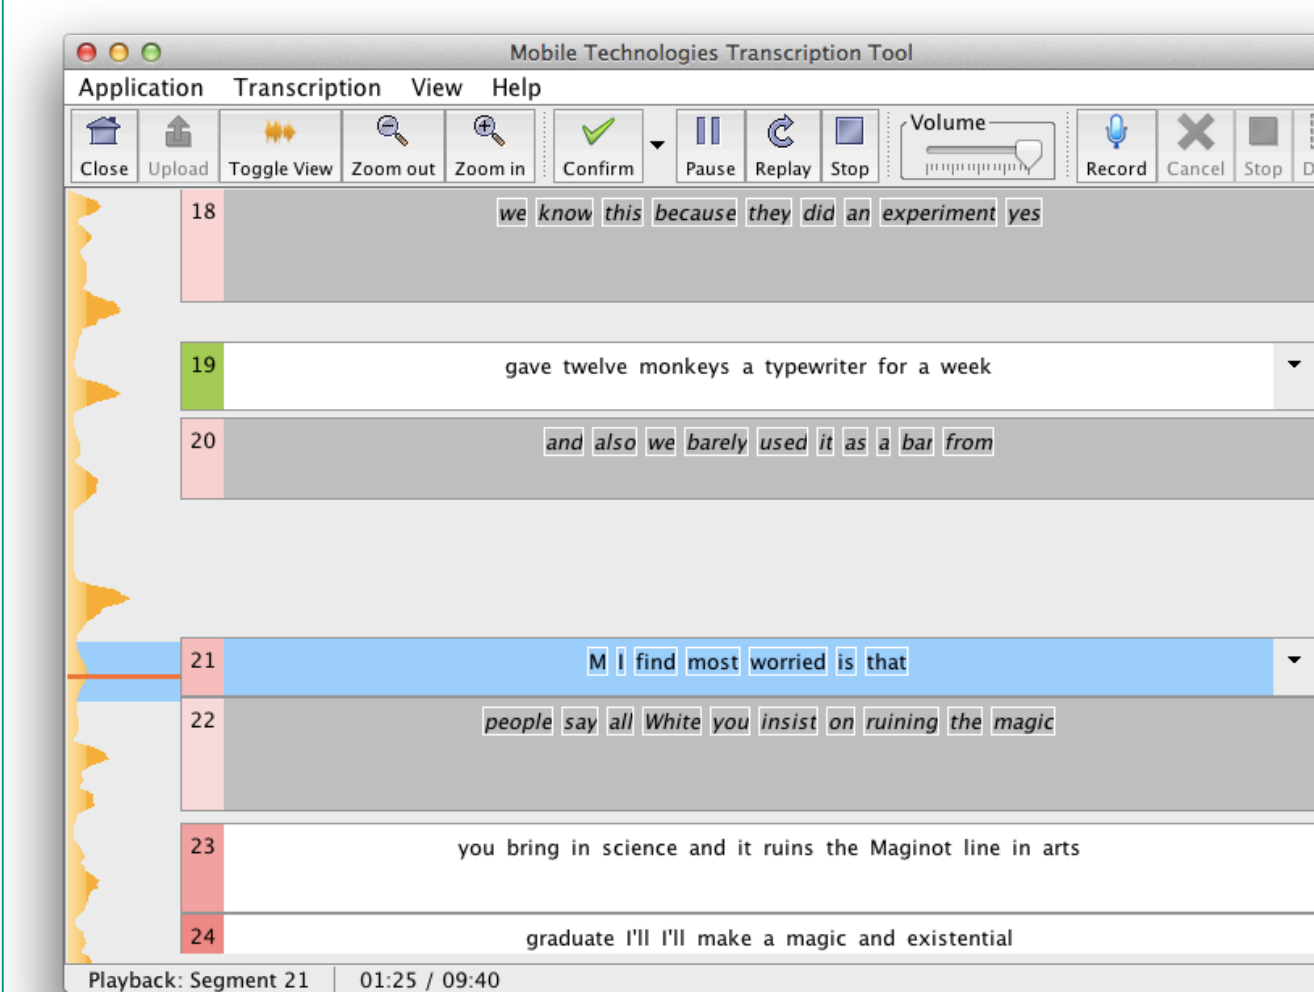 Mobile Technologies Transcription Tool
Application Transcription View Help
Close Upload Toggle View Zoom out Zoom in Confirm Pause Replay Stop Volume Record Cancel Stop D
18 we know this because they did an experiment yes
19 gave twelve monkeys a typewriter for a week
20 and also we barely used it as a bar from
21 M I find most worried is that
22 people say all White you insist on ruining the magic
23 you bring in science and it ruins the Maginot line in arts
24 graduate I'll I'll make a magic and existential
Playback: Segment 21 01:25 / 09:40